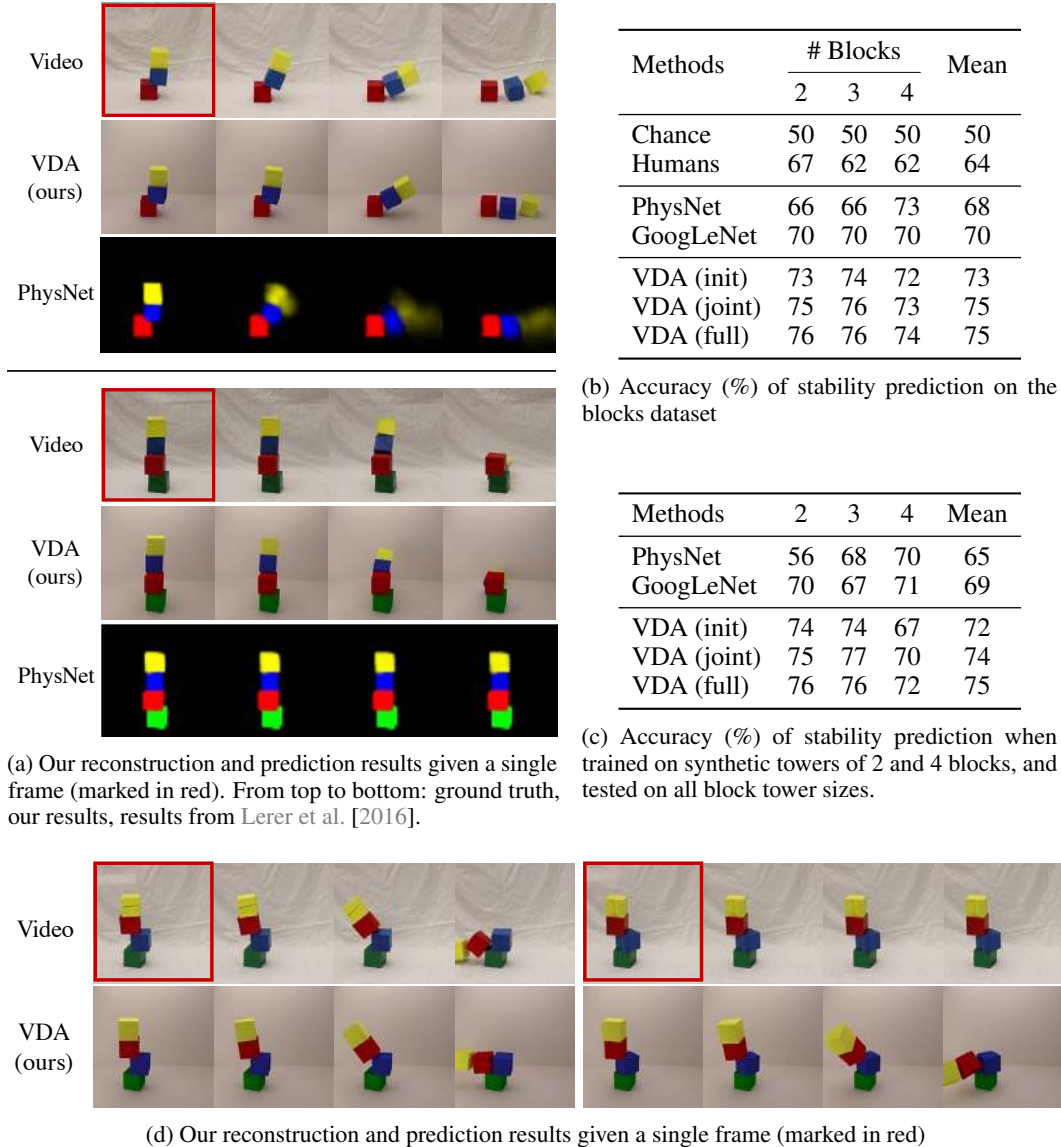 Video
VDA
(ours)
PhysNet
Video
VDA
(ours)
PhysNet
(a) Our reconstruction and prediction results given a single
frame (marked in red). From top to bottom: ground truth,
our results, results from Lerer et al. [2016].
Methods # Blocks Mean
2 3 4
Chance 50 50 50 50
Humans 67 62 62 64
PhysNet 66 66 73 68
GoogLeNet 70 70 70 70
VDA (init) 73 74 72 73
VDA (joint) 75 76 73 75
VDA (full) 76 76 74 75
(b) Accuracy (%) of stability prediction on the
blocks dataset
Methods 2 3 4 Mean
PhysNet 56 68 70 65
GoogLeNet 70 67 71 69
VDA (init) 74 74 67 72
VDA (joint) 75 77 70 74
VDA (full) 76 76 72 75
(c) Accuracy (%) of stability prediction when
trained on synthetic towers of 2 and 4 blocks, and
tested on all block tower sizes.
Video
VDA
(ours)
(d) Our reconstruction and prediction results given a single frame (marked in red)